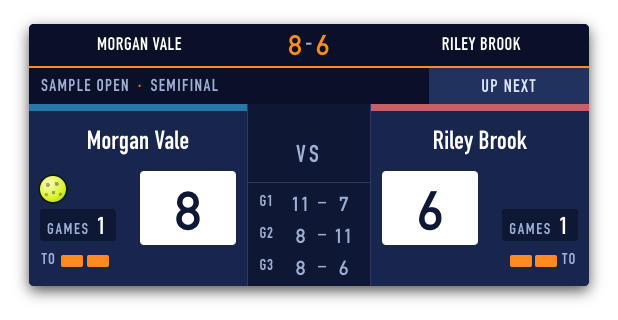 MORGAN VALE 8-6 RILEY BROOK
SAMPLE OPEN · SEMIFINAL UP NEXT
Morgan Vale VS Riley Brook
8 6
GAMES 1 GAMES 1
TO TO
G1 11 – 7
G2 8 – 11
G3 8 – 6